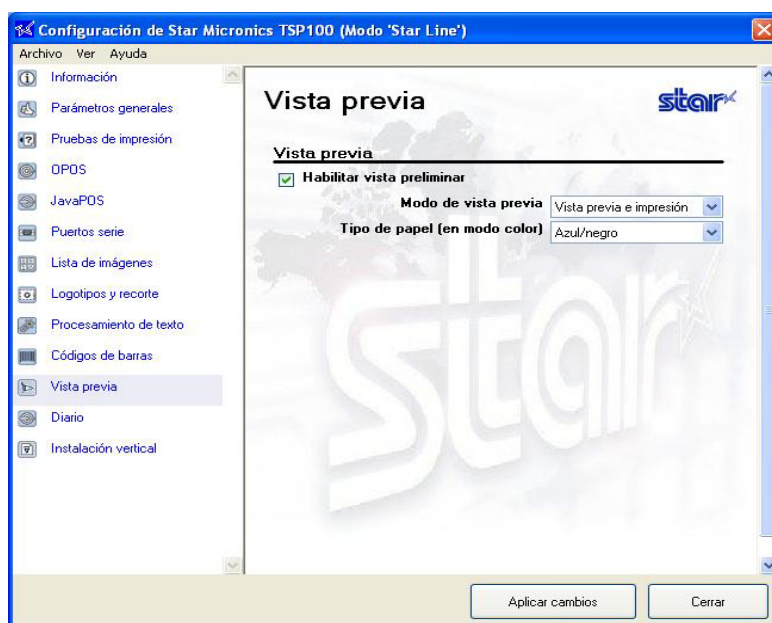 Configuración de Star Micronics TSP100 (Modo 'Star Line')
Archivo Ver Ayuda
Información
Parámetros generales
Pruebas de impresión
OPOS
JavaPOS
Puertos serie
Lista de imágenes
Logotipos y recorte
Procesamiento de texto
Códigos de barras
Vista previa
Diario
Instalación vertical
Vista previa
star
Vista previa
Habilitar vista preliminar
Modo de vista previa Vista previa e impresión
Tipo de papel (en modo color) Azul/negro
star
Aplicar cambios Cerrar